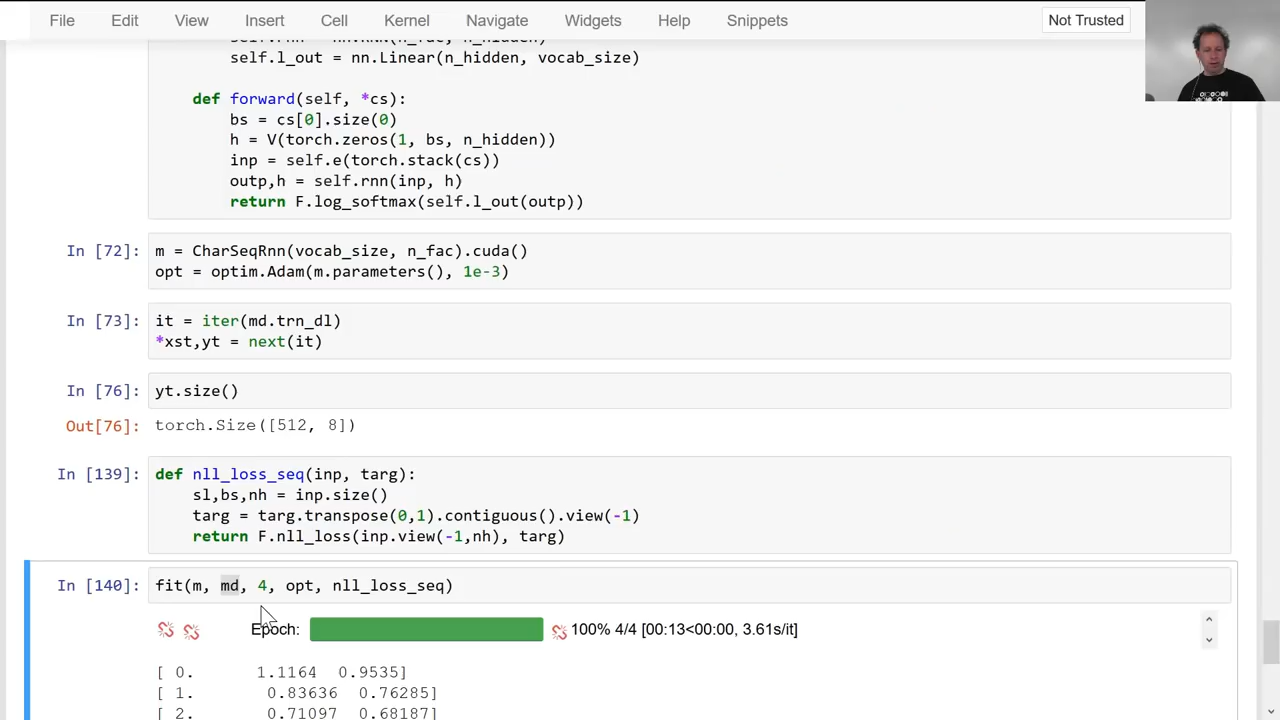 File Edit View Insert Cell Kernel Navigate Widgets Help Snippets Not Trusted
self.l_out = nn.Linear(n_hidden, vocab_size)
def forward(self, *cs):
bs = cs[0].size(0)
h = V(torch.zeros(1, bs, n_hidden))
inp = self.e(torch.stack(cs))
outp,h = self.rnn(inp, h)
return F.log_softmax(self.l_out(outp))
In [72]: m = CharSeqRnn(vocab_size, n_fac).cuda()
opt = optim.Adam(m.parameters(), 1e-3)
In [73]: it = iter(md.trn_dl)
*xst,yt = next(it)
In [76]: yt.size()
Out[76]: torch.Size([512, 8])
In [139]: def nll_loss_seq(inp, targ):
sl,bs,nh = inp.size()
targ = targ.transpose(0,1).contiguous().view(-1)
return F.nll_loss(inp.view(-1,nh), targ)
In [140]: fit(m, md, 4, opt, nll_loss_seq)
Epoch: 100% 4/4 [00:13<00:00, 3.61s/it]
[ 0. 1.1164 0.9535]
[ 1. 0.83636 0.76285]
[ 2. 0.71097 0.68187]